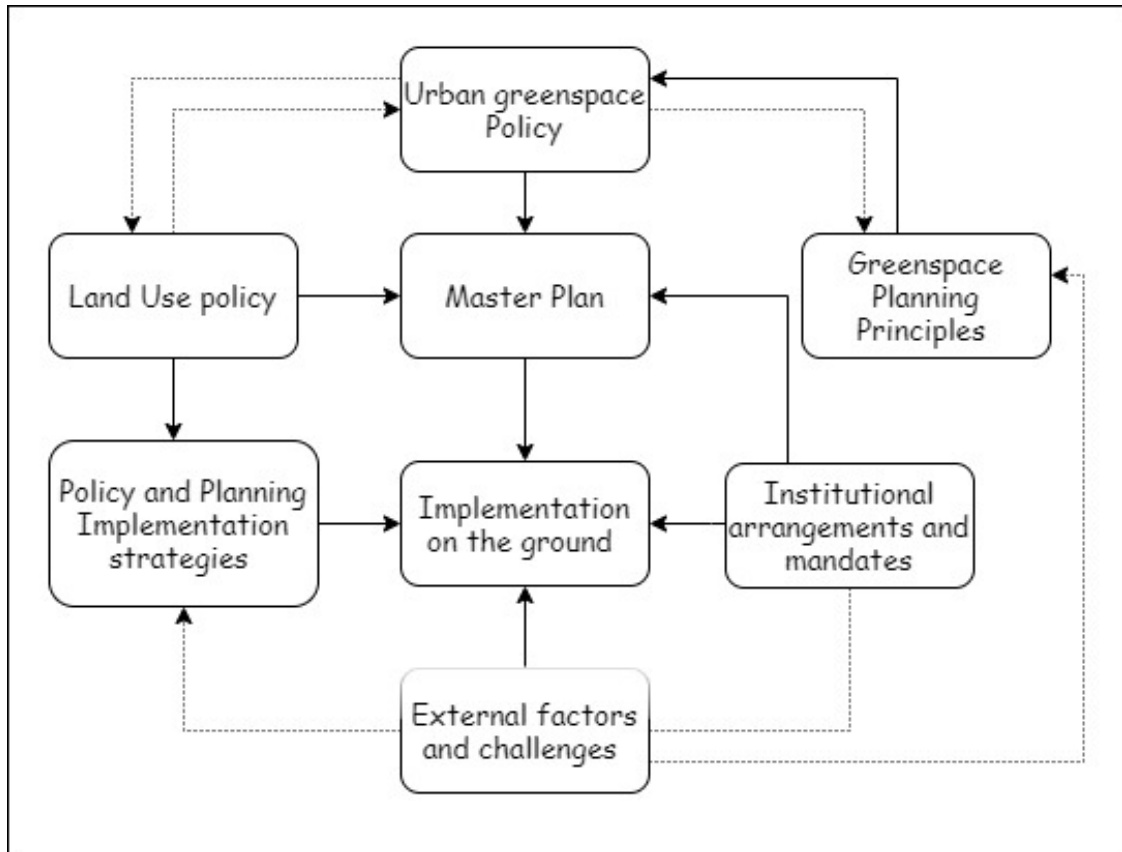 Urban greenspace
Policy
Land Use policy
Master Plan
Greenspace
Planning
Principles
Policy and Planning
Implementation
strategies
Implementation
on the ground
Institutional
arrangements and
mandates
External factors
and challenges